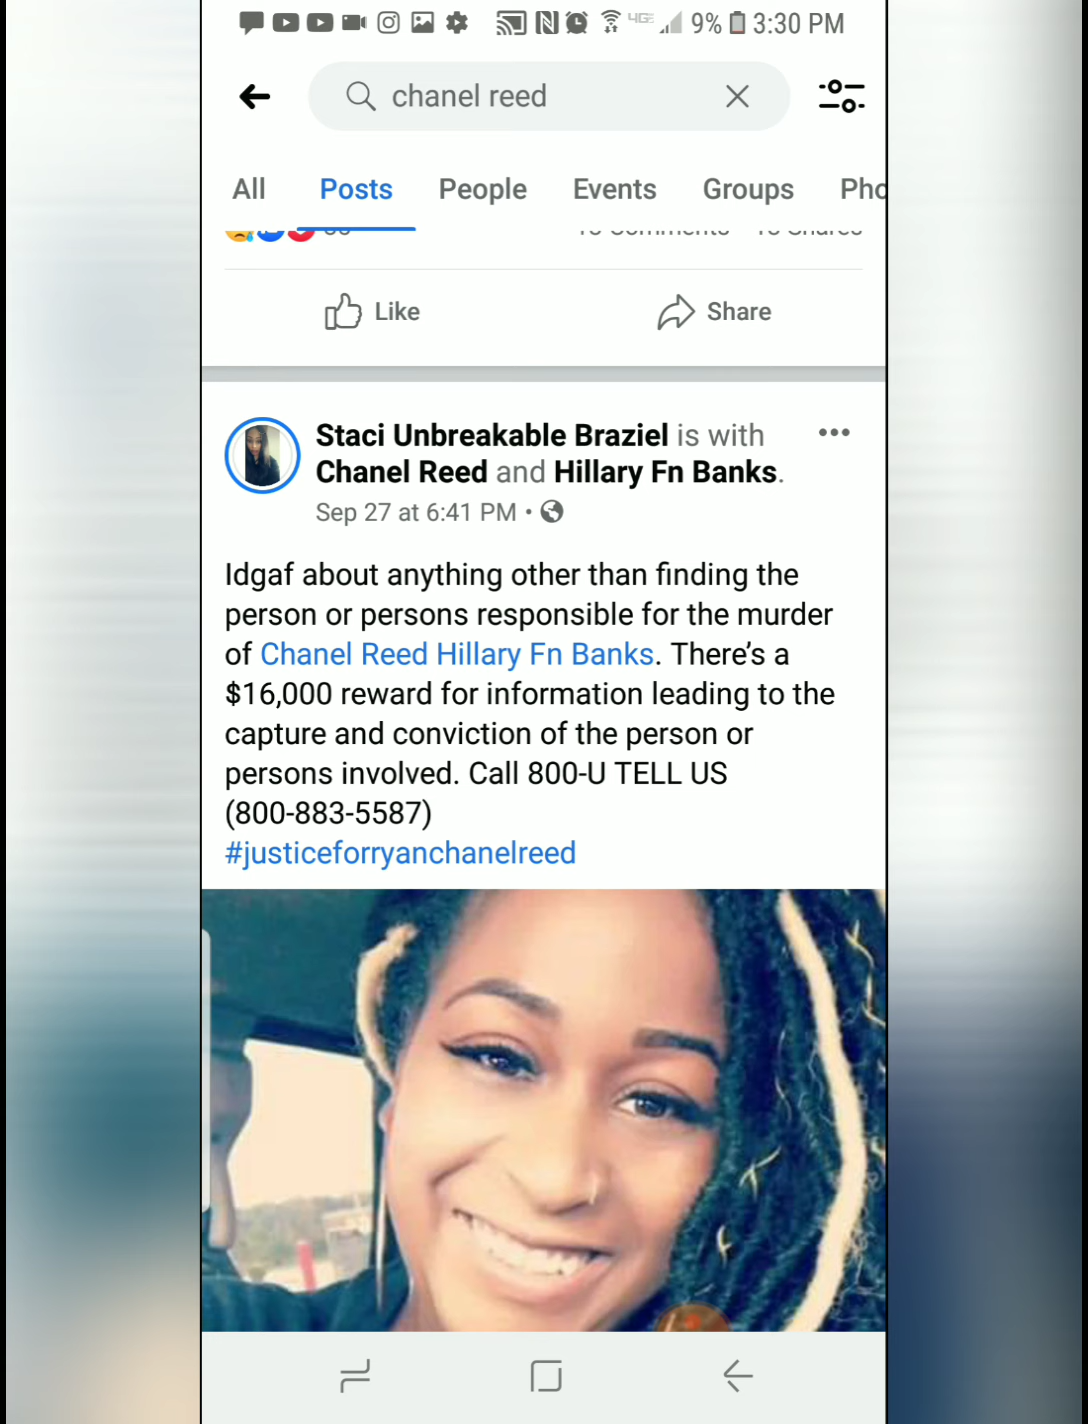 4GE 9% 3:30 PM
chanel reed
All Posts People Events Groups Pho
Like Share
Staci Unbreakable Braziel is with
Chanel Reed and Hillary Fn Banks.
Sep 27 at 6:41 PM •
Idgaf about anything other than finding the
person or persons responsible for the murder
of Chanel Reed Hillary Fn Banks. There’s a
$16,000 reward for information leading to the
capture and conviction of the person or
persons involved. Call 800-U TELL US
(800-883-5587)
#justiceforryanchanelreed